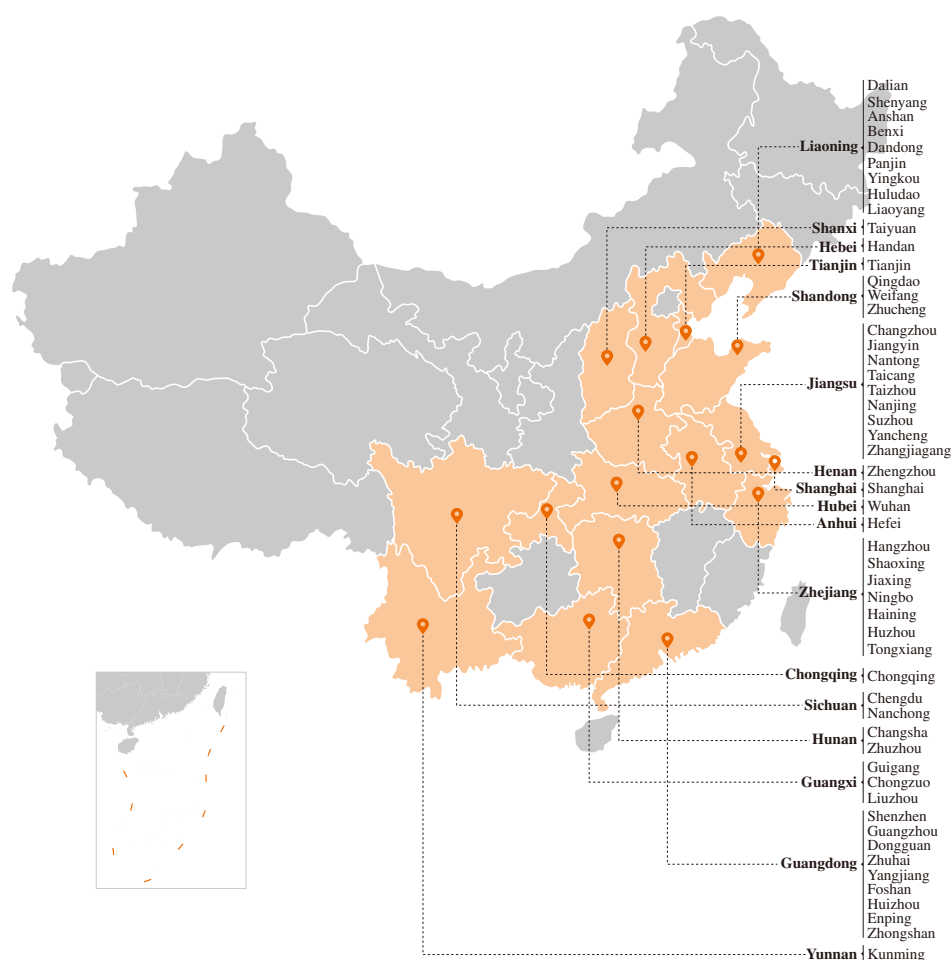 Dalian
Shenyang
Anshan
Benxi
Liaoning
Dandong
Panjin
Yingkou
Huludao
Liaoyang
Shanxi
Taiyuan
Hebei
Handan
Tianjin
Tianjin
Qingdao
Shandong
Weifang
Zhucheng
Changzhou
Jiangyin
Nantong
Taicang
Jiangsu
Taizhou
Nanjing
Suzhou
Yancheng
Zhangjiagang
Henan
Zhengzhou
Shanghai
Shanghai
Hubei
Wuhan
Anhui
Hefei
Hangzhou
Shaoxing
Jiaxing
Zhejiang
Ningbo
Haining
Huzhou
Tongxiang
Chongqing
Chongqing
Sichuan
Chengdu
Nanchong
Hunan
Changsha
Zhuzhou
Guangxi
Guigang
Chongzuo
Liuzhou
Shenzhen
Guangzhou
Dongguan
Guangdong
Zhuhai
Yangjiang
Foshan
Huizhou
Enping
Zhongshan
Yunnan
Kunming